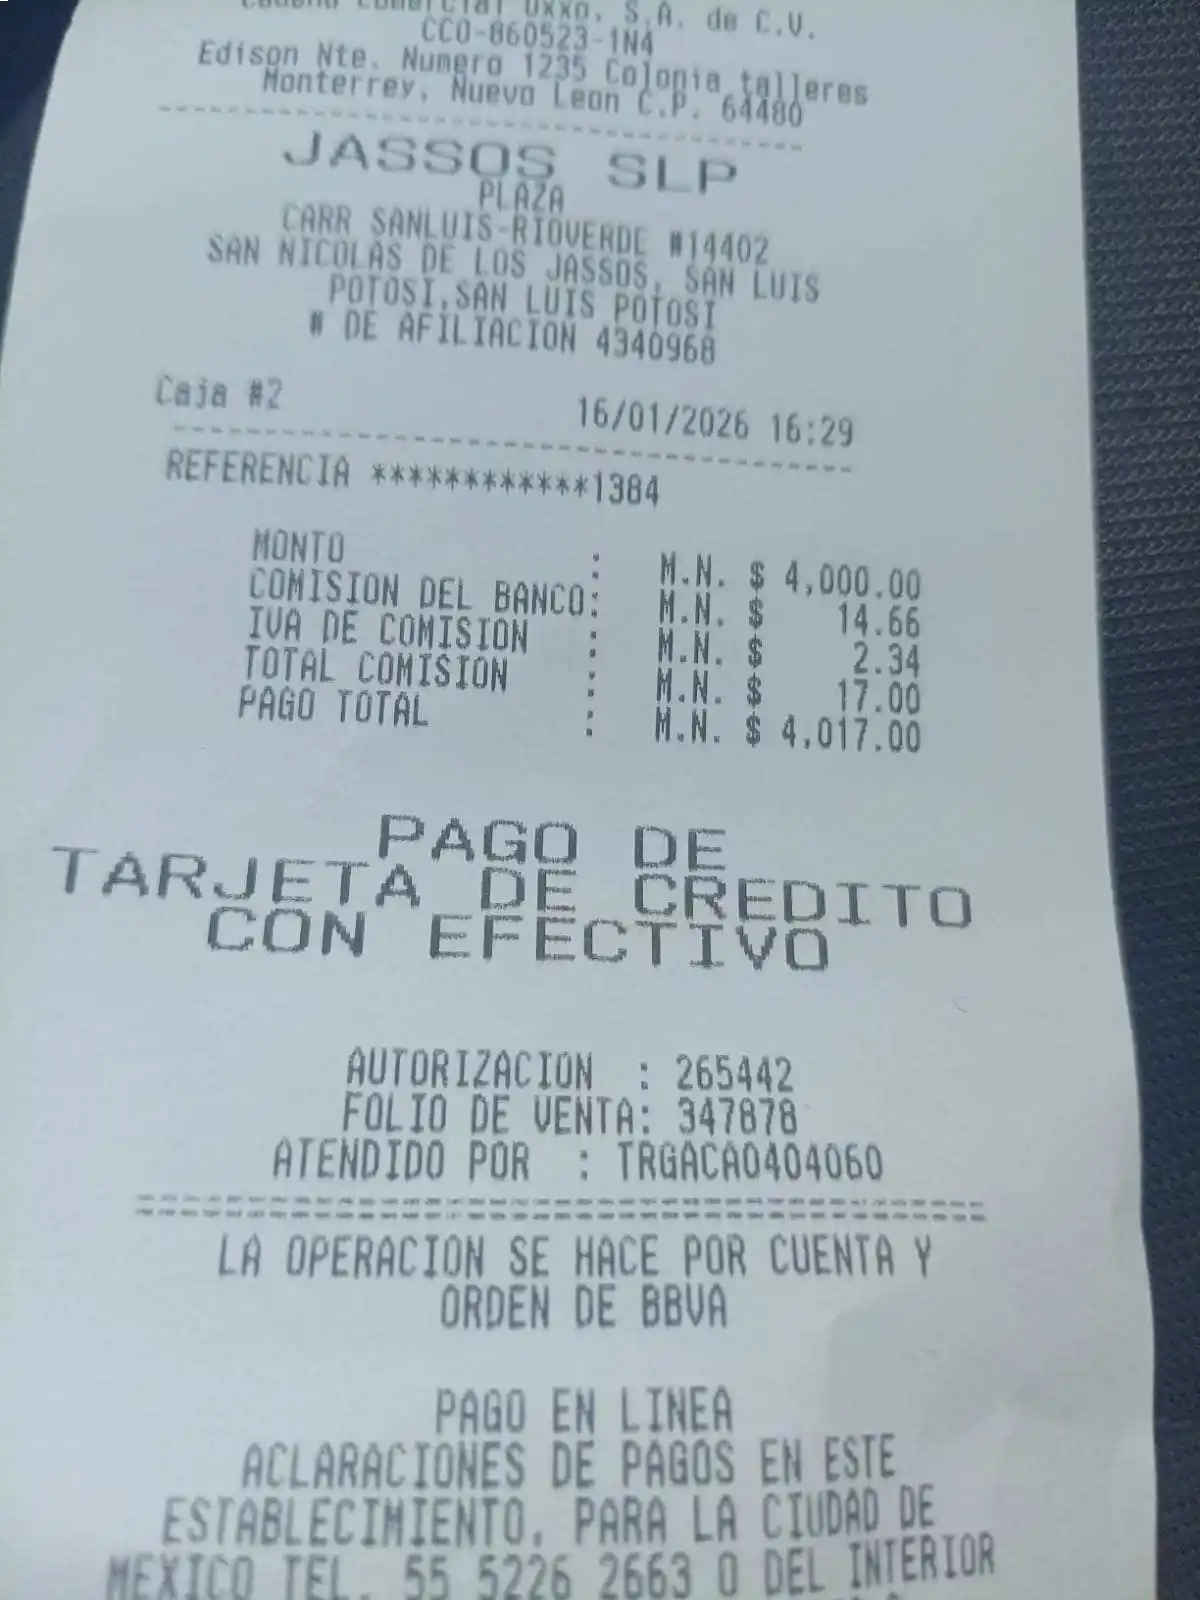 Cadena Comercial Oxxo, S.A. de C.V.
CCO-860523-1N4
Edison Nte. Numero 1235 Colonia talleres
Monterrey, Nuevo Leon C.P. 64480
JASSOS SLP
PLAZA
CARR SANLUIS-RIOVERDE #14402
SAN NICOLAS DE LOS JASSOS, SAN LUIS
POTOSI,SAN LUIS POTOSI
# DE AFILIACION 4340968
Caja #2 16/01/2026 16:29
REFERENCIA ************1384
MONTO : M.N. $ 4,000.00
COMISION DEL BANCO: M.N. $ 14.66
IVA DE COMISION : M.N. $ 2.34
TOTAL COMISION : M.N. $ 17.00
PAGO TOTAL : M.N. $ 4,017.00
PAGO DE
TARJETA DE CREDITO
CON EFECTIVO
AUTORIZACION : 265442
FOLIO DE VENTA: 347878
ATENDIDO POR : TRGACA0404060
LA OPERACION SE HACE POR CUENTA Y
ORDEN DE BBVA
PAGO EN LINEA
ACLARACIONES DE PAGOS EN ESTE
ESTABLECIMIENTO, PARA LA CIUDAD DE
MEXICO TEL. 55 5226 2663 O DEL INTERIOR